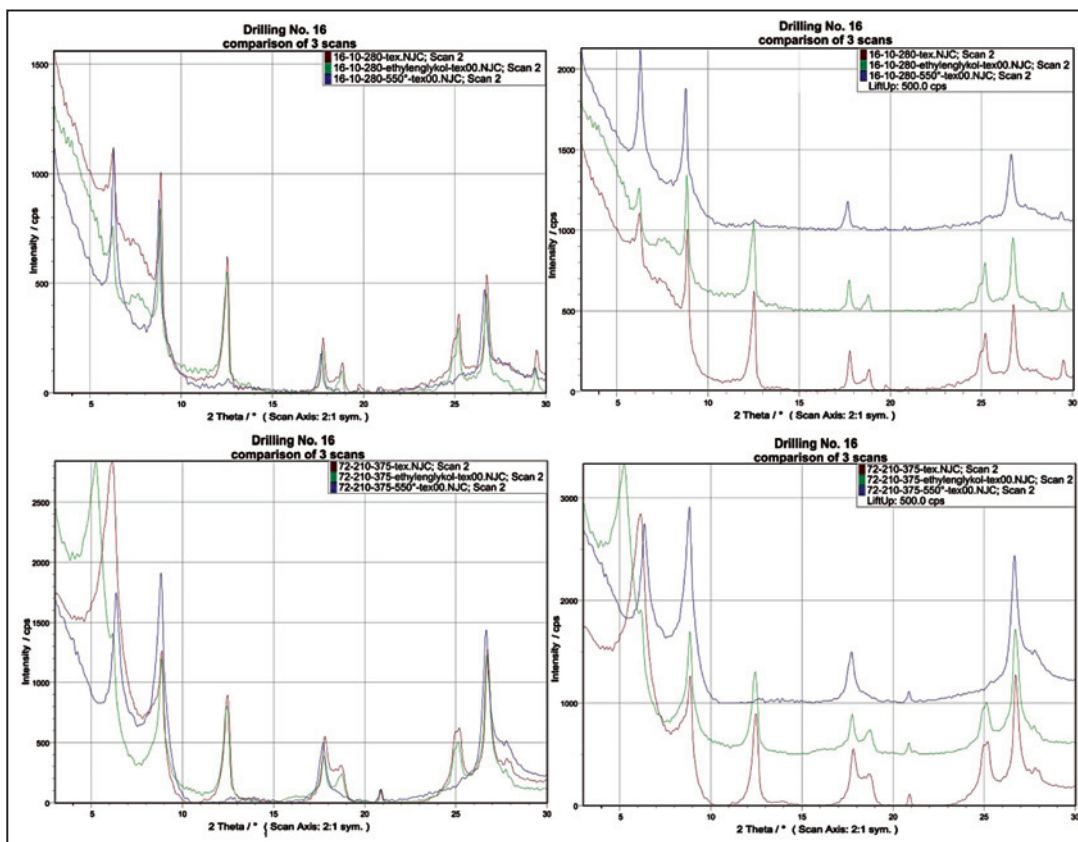 Drilling No. 16
comparison of 3 scans
16-10-280-tex.NJC; Scan 2
16-10-280-ethylenglykol-tex00.NJC; Scan 2
16-10-280-550°-tex00.NJC; Scan 2
Intensity / cps
1500
1000
500
0
5 10 15 20 25 30
2 Theta / ° ( Scan Axis: 2:1 sym. )
Drilling No. 16
comparison of 3 scans
16-10-280-tex.NJC; Scan 2
16-10-280-ethylenglykol-tex00.NJC; Scan 2
16-10-280-550°-tex00.NJC; Scan 2
LiftUp: 500.0 cps
Intensity / cps
2000
1500
1000
500
0
5 10 15 20 25 30
2 Theta / ° ( Scan Axis: 2:1 sym. )
Drilling No. 16
comparison of 3 scans
72-210-375-tex.NJC; Scan 2
72-210-375-ethylenglykol-tex00.NJC; Scan 2
72-210-375-550°-tex00.NJC; Scan 2
Intensity / cps
2500
2000
1500
1000
500
0
5 10 15 20 25 30
2 Theta / ° ( Scan Axis: 2:1 sym. )
Drilling No. 16
comparison of 3 scans
72-210-375-tex.NJC; Scan 2
72-210-375-ethylenglykol-tex00.NJC; Scan 2
72-210-375-550°-tex00.NJC; Scan 2
LiftUp: 500.0 cps
Intensity / cps
3000
2000
1000
0
5 10 15 20 25 30
2 Theta / ° ( Scan Axis: 2:1 sym. )